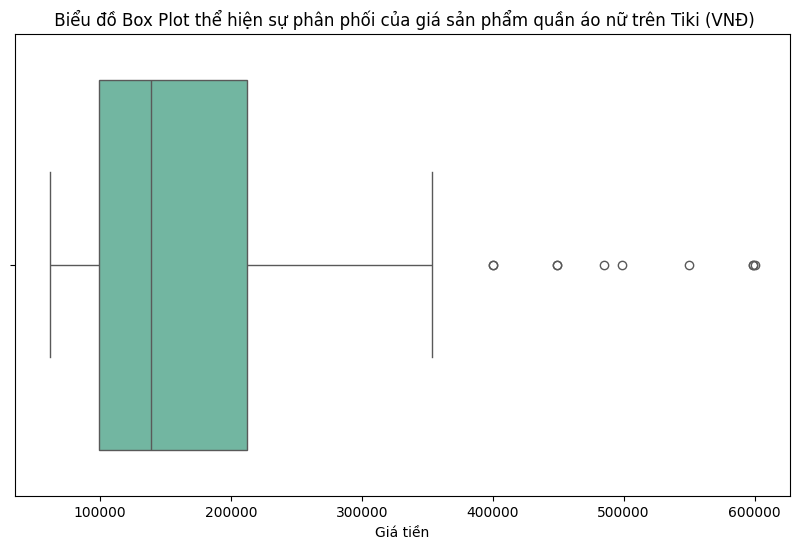 Biểu đồ Box Plot thể hiện sự phân phối của giá sản phẩm quần áo nữ trên Tiki (VNĐ)
100000 200000 300000 400000 500000 600000
Giá tiền